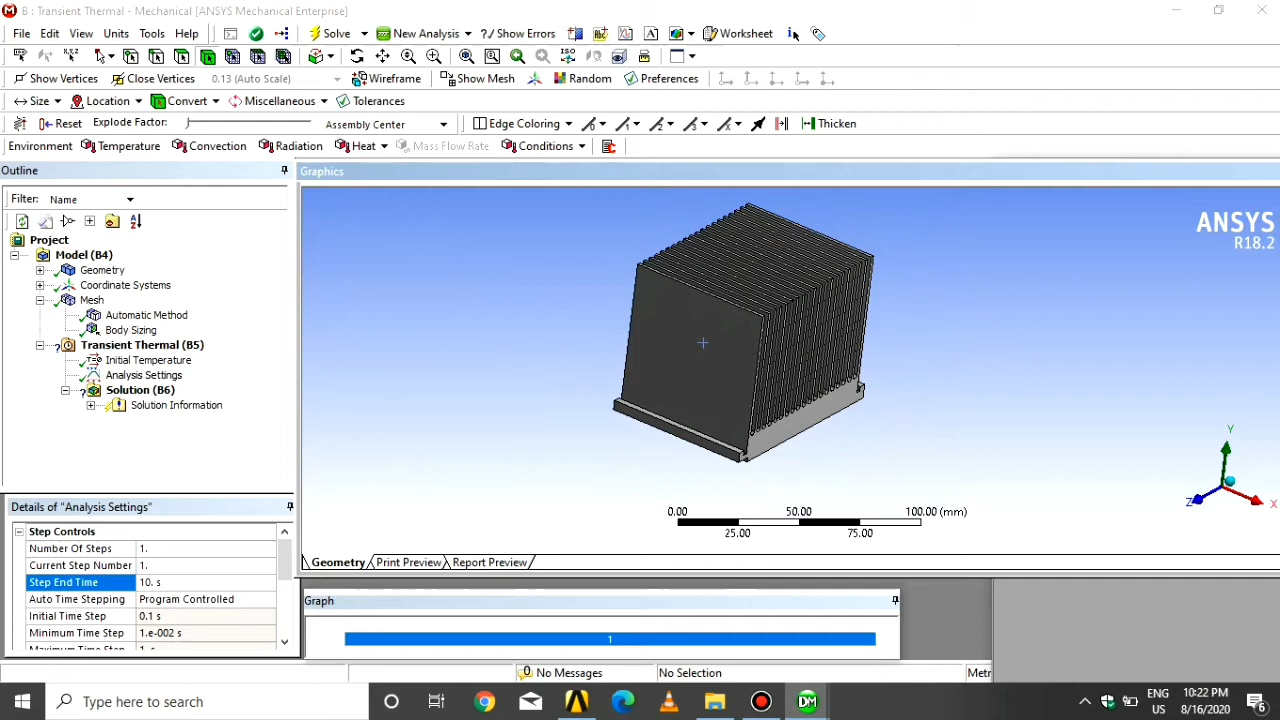 B : Transient Thermal - Mechanical [ANSYS Mechanical Enterprise]
File Edit View Units Tools Help Solve New Analysis ?/ Show Errors Worksheet
Show Vertices Close Vertices 0.13 (Auto Scale) Wireframe Show Mesh Random Preferences
Size Location Convert Miscellaneous Tolerances
Reset Explode Factor: Assembly Center Edge Coloring Thicken
Environment Temperature Convection Radiation Heat Mass Flow Rate Conditions
Outline
Graphics
Filter: Name
Project
Model (B4)
Geometry
Coordinate Systems
Mesh
Automatic Method
Body Sizing
Transient Thermal (B5)
Initial Temperature
Analysis Settings
Solution (B6)
Solution Information
ANSYS
R18.2
Y
Z X
0.00 50.00 100.00 (mm)
25.00 75.00
Details of "Analysis Settings"
Step Controls
Number Of Steps 1.
Current Step Number 1.
Step End Time 10. s
Auto Time Stepping Program Controlled
Initial Time Step 0.1 s
Minimum Time Step 1.e-002 s
Maximum Time Step 1. s
Geometry Print Preview Report Preview
Graph
1
0 No Messages No Selection Metr
Type here to search
DM
ENG
US
10:22 PM
8/16/2020
6